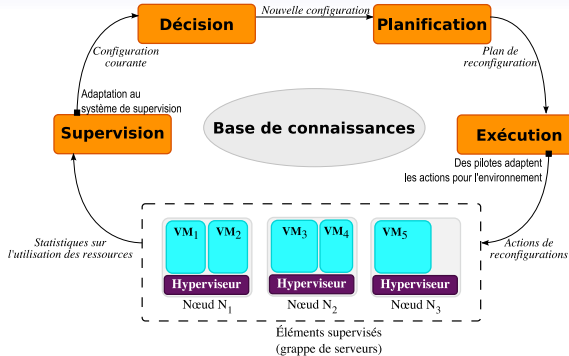 Décision
Nouvelle configuration
Planification
Configuration
courante
Plan de
reconfiguration
Adaptation au
système de supervision
Supervision
Base de connaissances
Exécution
Des pilotes adaptent
les actions pour l'environnement
Statistiques sur
l'utilisation des ressources
VM1 VM2
Hyperviseur
Nœud N1
VM3 VM4
Hyperviseur
Nœud N2
VM5
Hyperviseur
Nœud N3
Actions de
reconfigurations
Éléments supervisés
(grappe de serveurs)